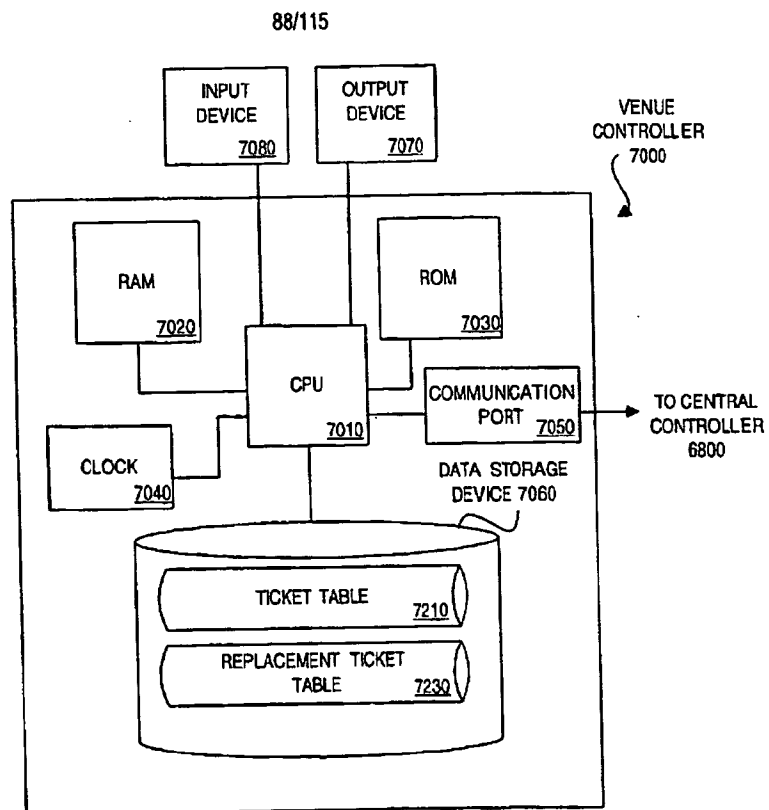 88/115
INPUT
DEVICE
7080
OUTPUT
DEVICE
7070
VENUE
CONTROLLER
7000
RAM
7020
ROM
7030
CPU
7010
COMMUNICATION
PORT
7050
TO CENTRAL
CONTROLLER
6800
CLOCK
7040
DATA STORAGE
DEVICE 7060
TICKET TABLE
7210
REPLACEMENT TICKET
TABLE
7230